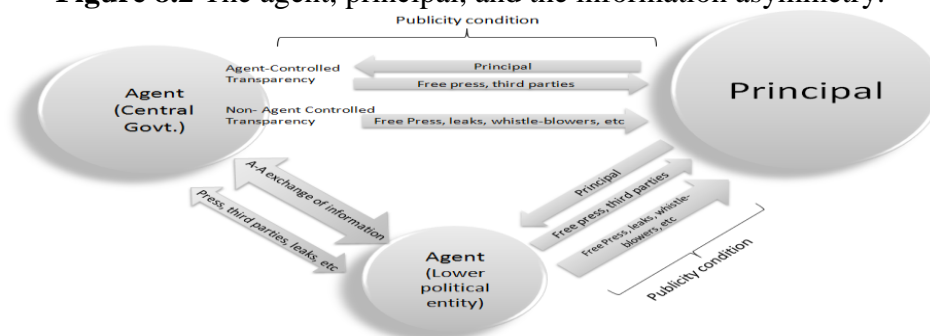 Figure 8.2 The agent, principal, and the information asymmetry.
Publicity condition
Agent-Controlled
Transparency
Principal
Free press, third parties
Agent
(Central
Govt.)
Principal
Non- Agent Controlled
Transparency
Free Press, leaks, whistle-blowers, etc
A-A exchange of information
Press, third parties, leaks, etc
Principal
Free press, third parties
Free Press, leaks, whistle-
blowers, etc
Publicity condition
Agent
(Lower
political
entity)